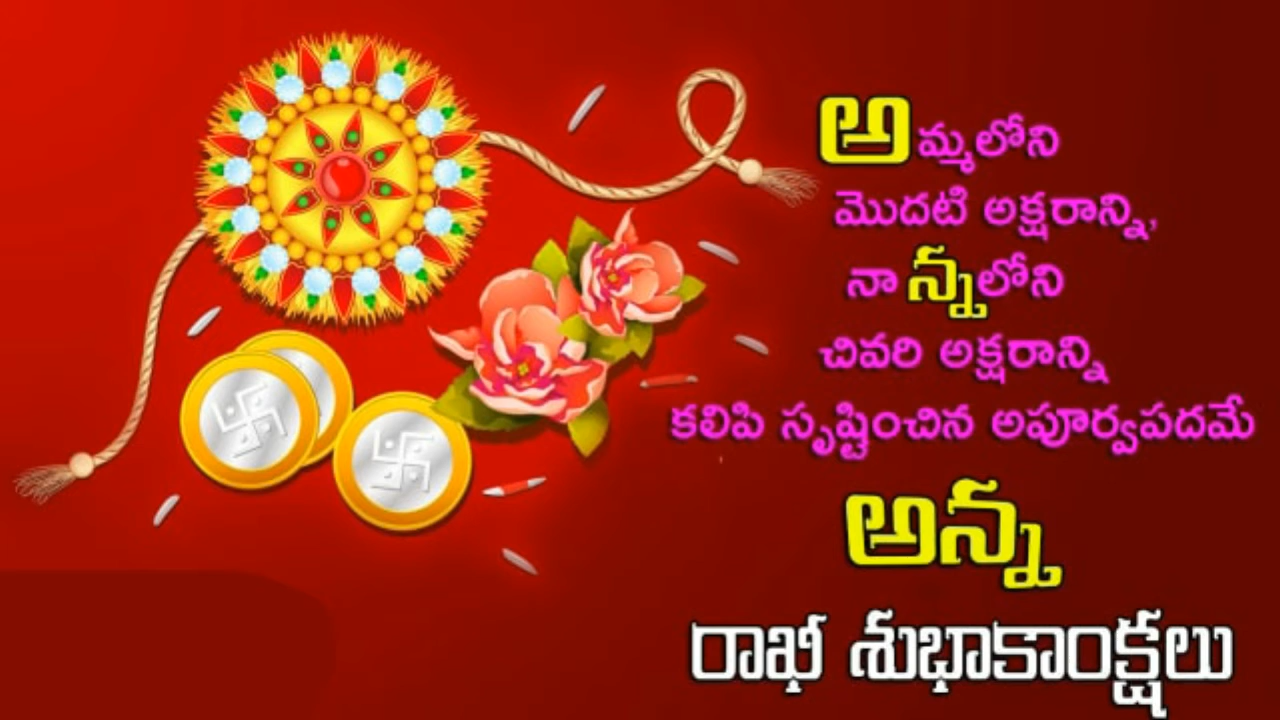 అమ్మలోని
మొదటి అక్షరాన్ని,
నాన్నలోని
చివరి అక్షరాన్ని
కలిపి సృష్టించిన అపూర్వపదమే
అన్న
రాఖీ శుభాకాంక్షలు